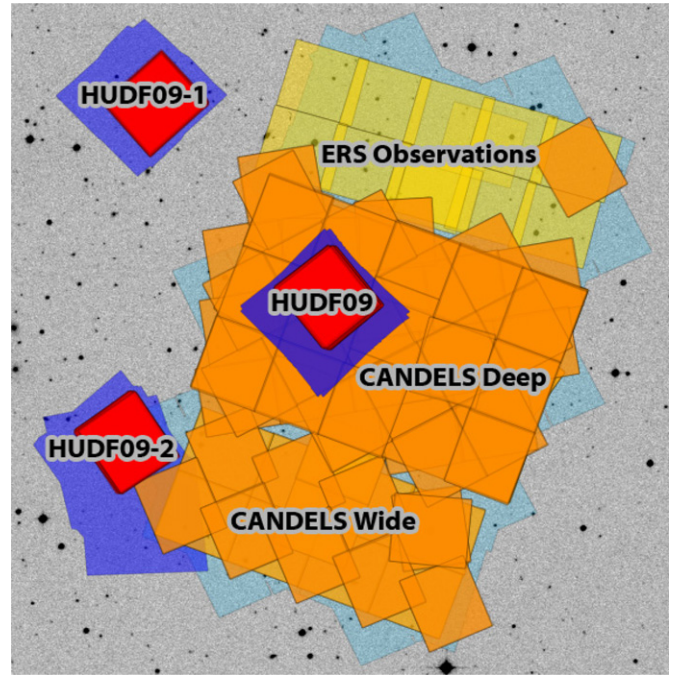 HUDF09-1
ERS Observations
HUDF09
CANDELS Deep
HUDF09-2
CANDELS Wide